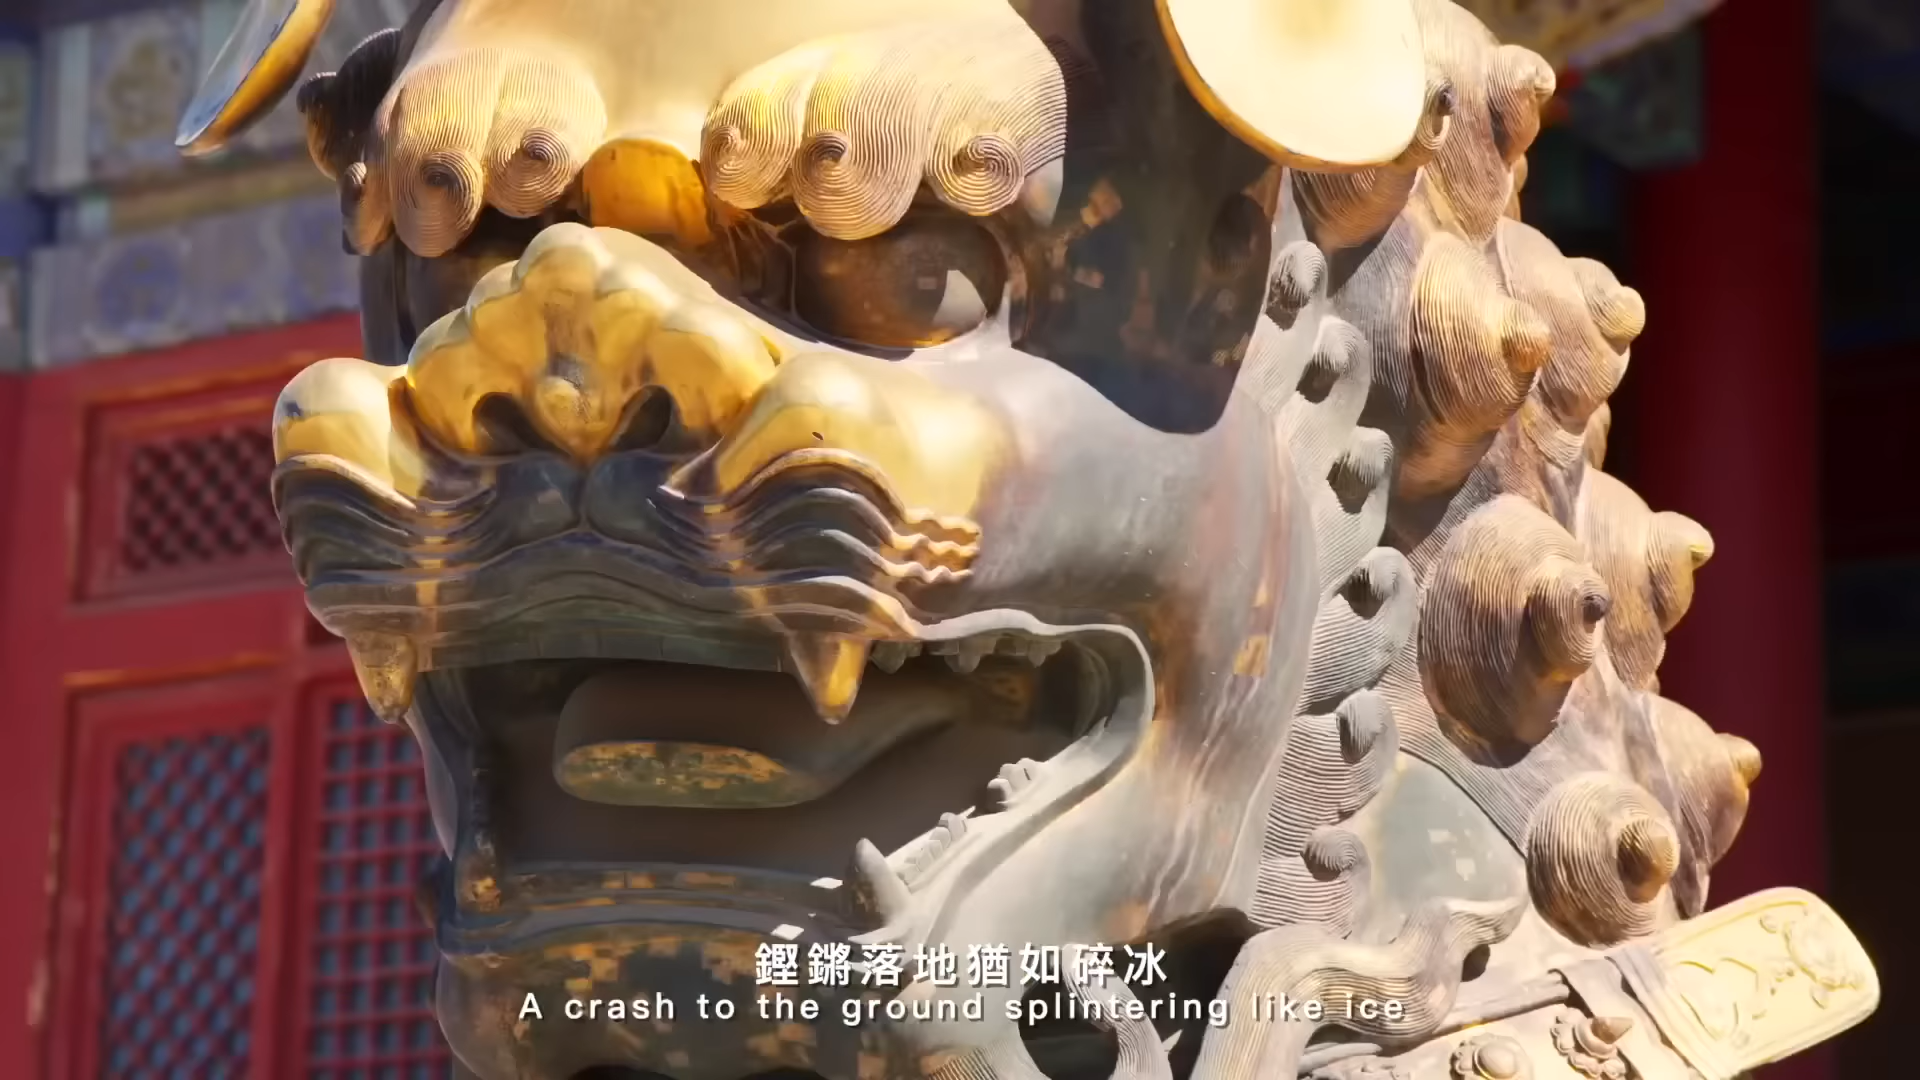 鏗鏘落地猶如碎冰
A crash to the ground splintering like ice